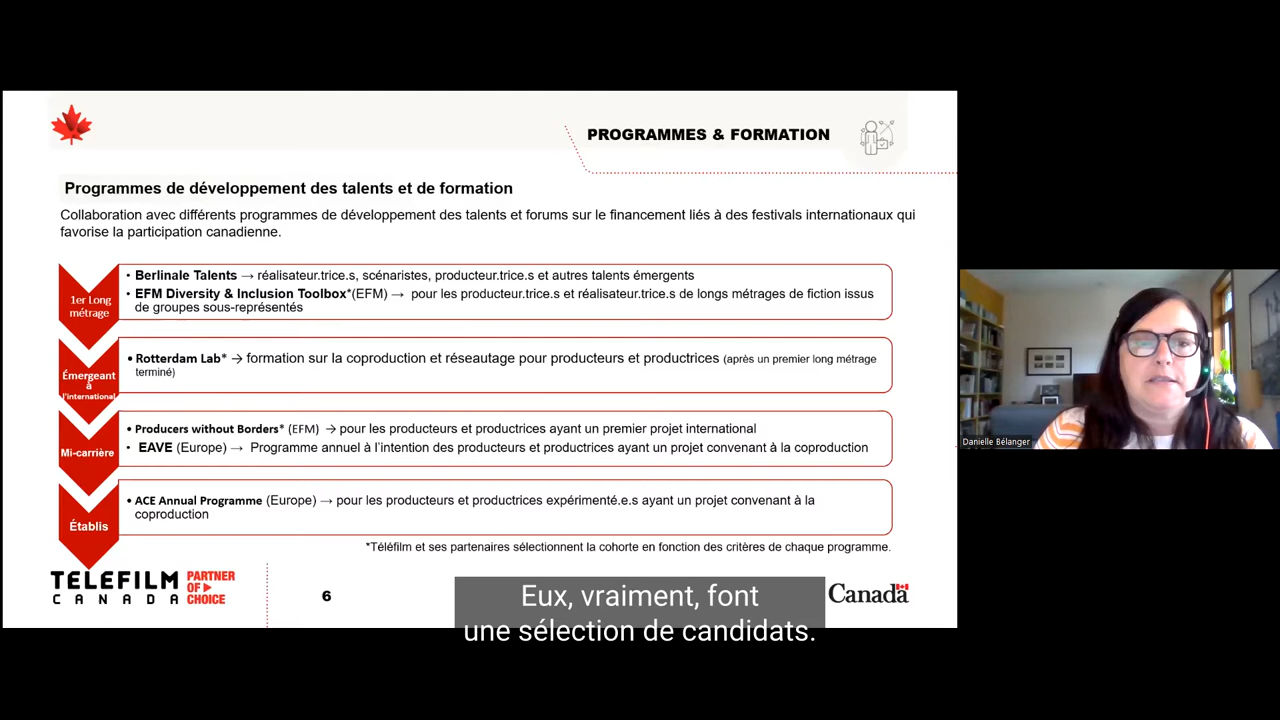 PROGRAMMES & FORMATION
Programmes de développement des talents et de formation
Collaboration avec différents programmes de développement des talents et forums sur le financement liés à des festivals internationaux qui
favorise la participation canadienne.
1er Long
métrage
• Berlinale Talents → réalisateur.trice.s, scénaristes, producteur.trice.s et autres talents émergents
• EFM Diversity & Inclusion Toolbox*(EFM) → pour les producteur.trice.s et réalisateur.trice.s de longs métrages de fiction issus
de groupes sous-représentés
Émergeant
à
l'international
• Rotterdam Lab* → formation sur la coproduction et réseautage pour producteurs et productrices (après un premier long métrage
terminé)
Mi-carrière
• Producers without Borders* (EFM) → pour les producteurs et productrices ayant un premier projet international
• EAVE (Europe) → Programme annuel à l'intention des producteurs et productrices ayant un projet convenant à la coproduction
Établis
• ACE Annual Programme (Europe) → pour les producteurs et productrices expérimenté.e.s ayant un projet convenant à la
coproduction
*Téléfilm et ses partenaires sélectionnent la cohorte en fonction des critères de chaque programme.
TELEFILM
CANADA
PARTNER
OF
CHOICE
6
Canada
Danielle Bélanger
Eux, vraiment, font
une sélection de candidats.